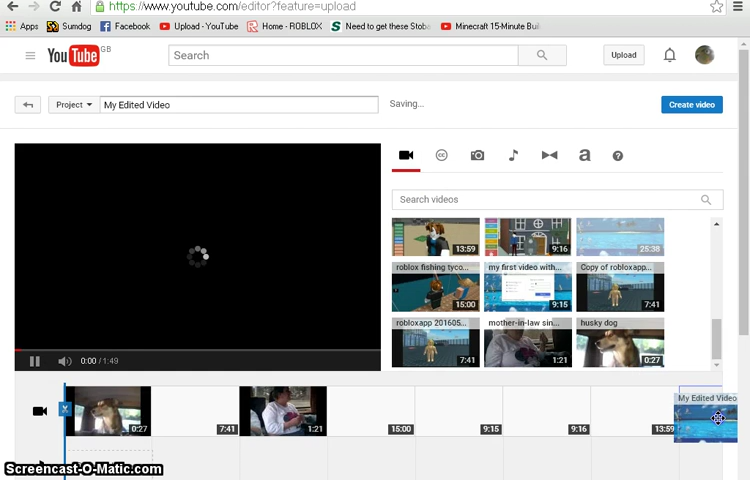 https://www.youtube.com/editor?feature=upload
Apps Sumdog Facebook Upload - YouTube Home - ROBLOX Need to get these Stoba Minecraft 15-Minute Buil
YouTube GB
Search
Upload
Project
My Edited Video
Saving...
Create video
a
Search videos
13:59
9:16
25:38
roblox fishing tyco...
my first video with...
Copy of robloxapp...
15:00
9:15
7:41
robloxapp 201605...
mother-in-law sin...
husky dog
7:41
1:21
0:27
0:00 / 1:49
My Edited Video
0:27
7:41
1:21
15:00
9:15
9:16
13:59
Screencast-O-Matic.com